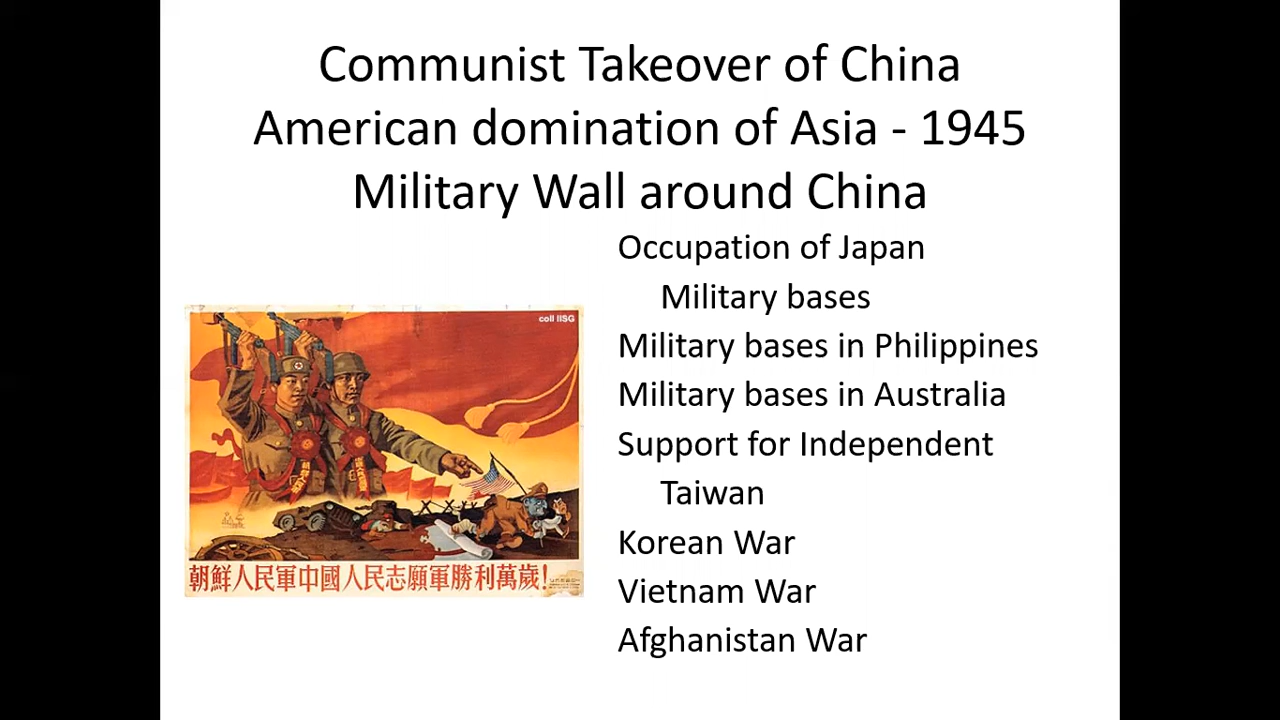 Communist Takeover of China
American domination of Asia - 1945
Military Wall around China
Occupation of Japan
Military bases
Military bases in Philippines
Military bases in Australia
Support for Independent
Taiwan
Korean War
Vietnam War
Afghanistan War
coll IISG
朝鮮人民軍中國人民志願軍勝利萬歲!